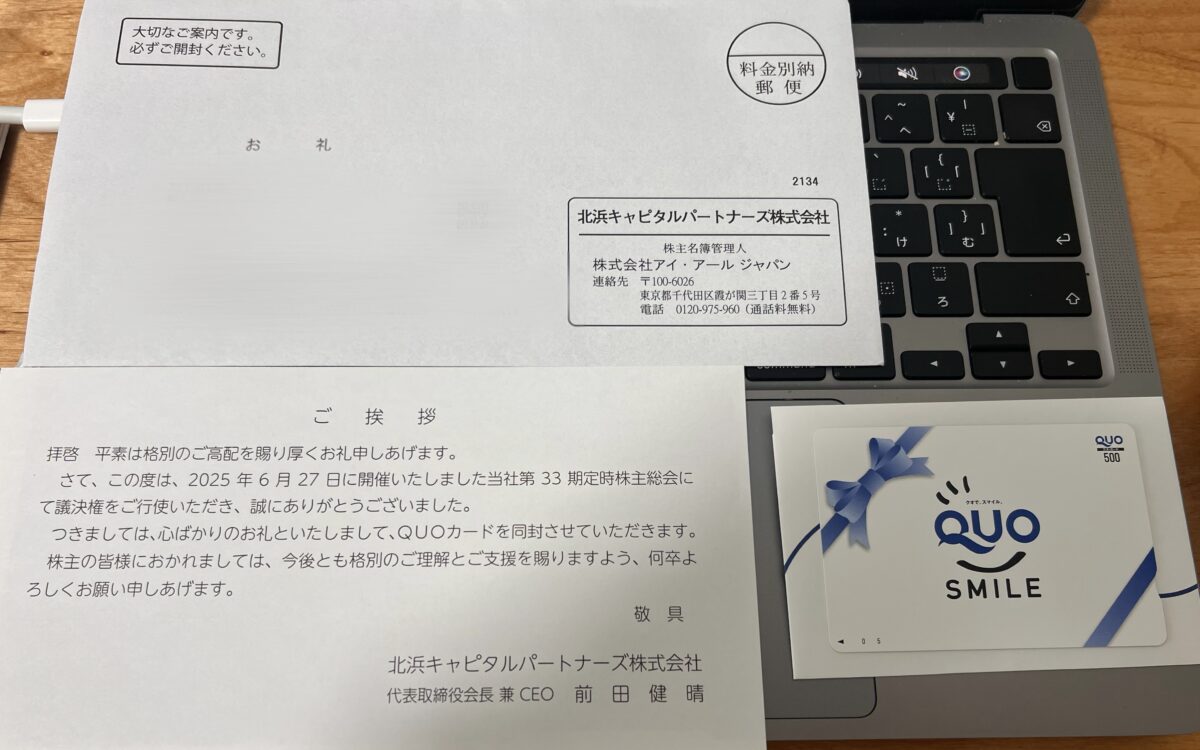 大切なご案内です。
必ずご開封ください。
料金別納
郵便
お 礼
2134
北浜キャピタルパートナーズ株式会社
株主名簿管理人
株式会社アイ・アール ジャパン
連絡先 〒100-6026
東京都千代田区霞が関三丁目2番5号
電話 0120-975-960（通話料無料）
ご 挨 拶
拝啓 平素は格別のご高配を賜り厚くお礼申しあげます。
さて、この度は、2025 年 6 月 27 日に開催いたしました当社第 33 期定時株主総会に
て議決権をご行使いただき、誠にありがとうございました。
つきましては、心ばかりのお礼といたしまして、QUOカードを同封させていただきます。
株主の皆様におかれましては、今後とも格別のご理解とご支援を賜りますよう、何卒よ
ろしくお願い申しあげます。
敬 具
北浜キャピタルパートナーズ株式会社
代表取締役会長 兼 CEO 前 田 健 晴
QUO
500
クオで、スマイル。
QUO
SMILE
◀ 0 5
¥
へ
け
む
ろ